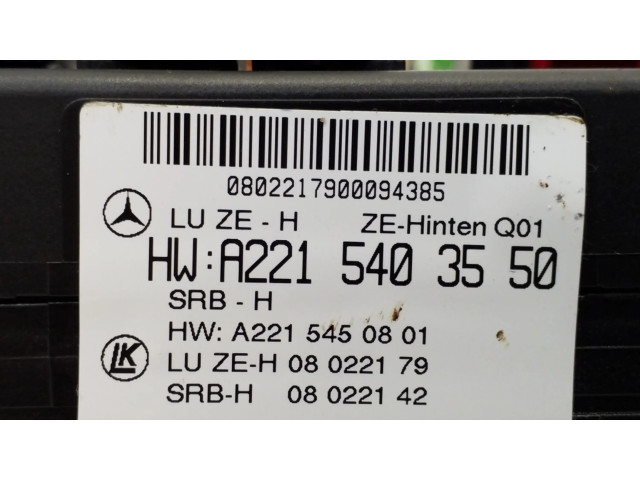 0802217900094385
LU ZE - H ZE-Hinten Q01
HW:A221 540 35 50
SRB - H
HW: A221 545 08 01
LK
LU ZE-H 08 0221 79
SRB-H 08 0221 42